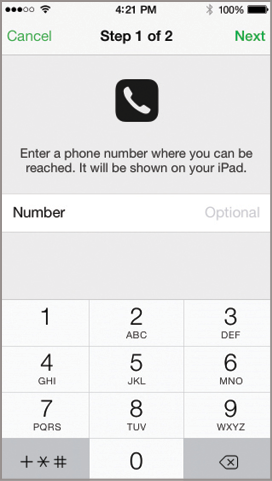 4:21 PM 100%
Cancel Step 1 of 2 Next
Enter a phone number where you can be
reached. It will be shown on your iPad.
Number Optional
1 2 3
ABC DEF
4 5 6
GHI JKL MNO
7 8 9
PQRS TUV WXYZ
+*# 0